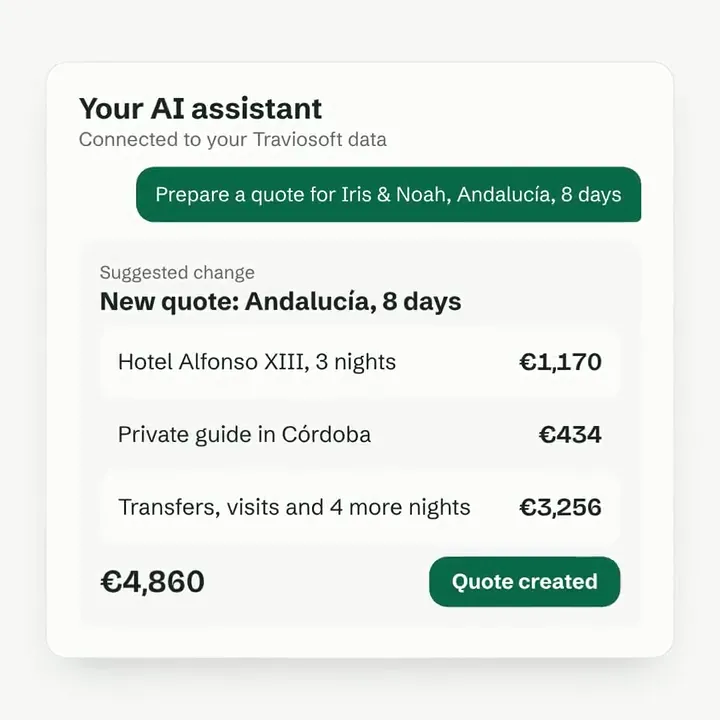 Your AI assistant
Connected to your Traviosoft data
Prepare a quote for Iris & Noah, Andalucía, 8 days
Suggested change
New quote: Andalucía, 8 days
Hotel Alfonso XIII, 3 nights €1,170
Private guide in Córdoba €434
Transfers, visits and 4 more nights €3,256
€4,860 Quote created